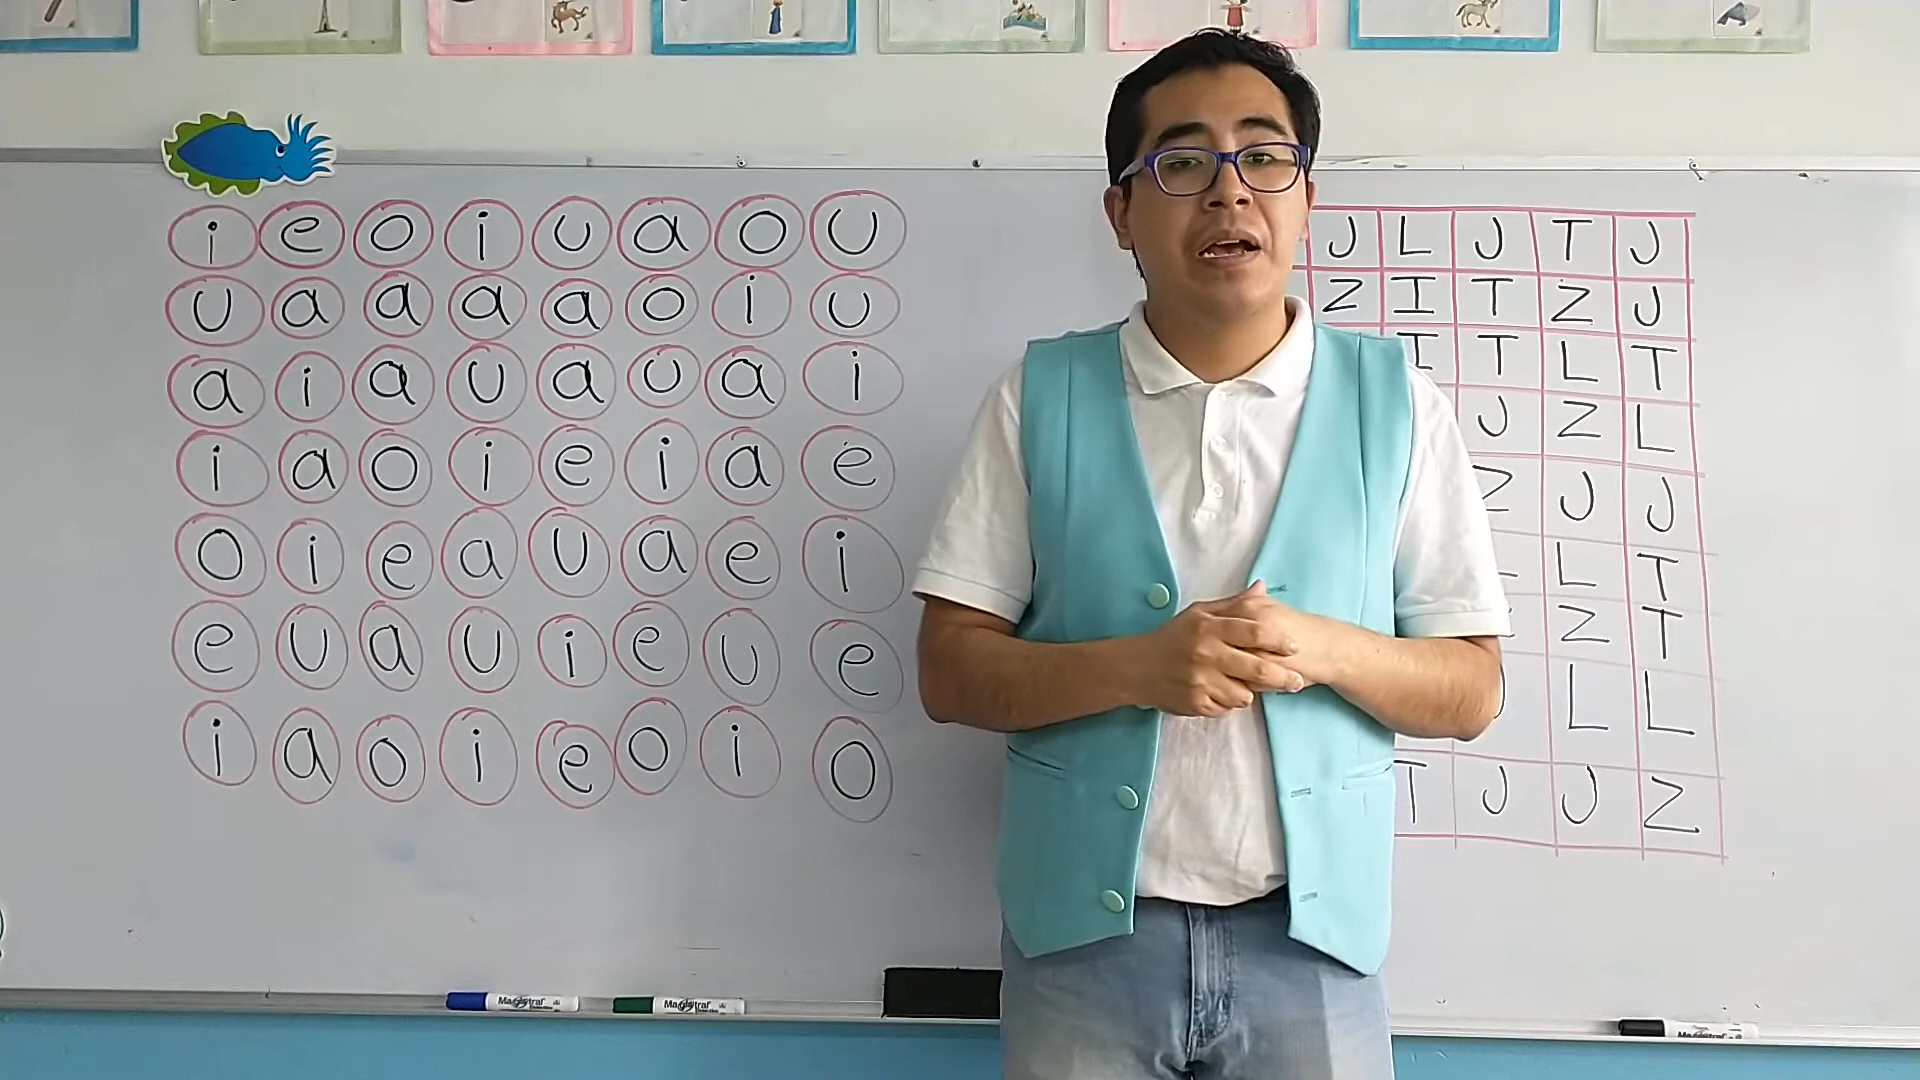 i e o i u a o u
u a a a a o i u
a i a u a u a i
i a o i e i a e
o i e a u a e i
e u a u i e u e
i a o i e o i o
J L J T J
Z I T Z J
I T L T
J Z L
Z J J
L T
Z T
L L
T J J Z
Magistral
Magistral
Magistral